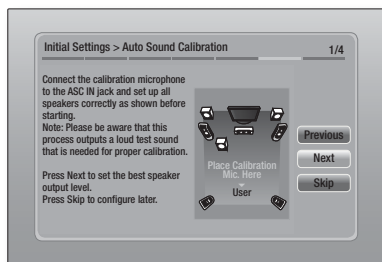 Initial Settings > Auto Sound Calibration
1/4
Connect the calibration microphone
to the ASC IN jack and set up all
speakers correctly as shown before
starting.
Note: Please be aware that this
process outputs a loud test sound
that is needed for proper calibration.
Press Next to set the best speaker
output level.
Press Skip to configure later.
Place Calibration
Mic. Here
User
Previous
Next
Skip